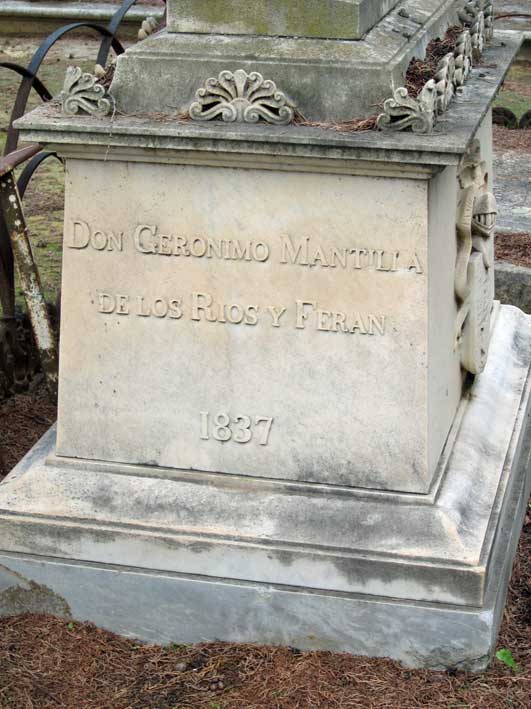 Don Geronimo Mantilla
de los Rios y Feran
1837